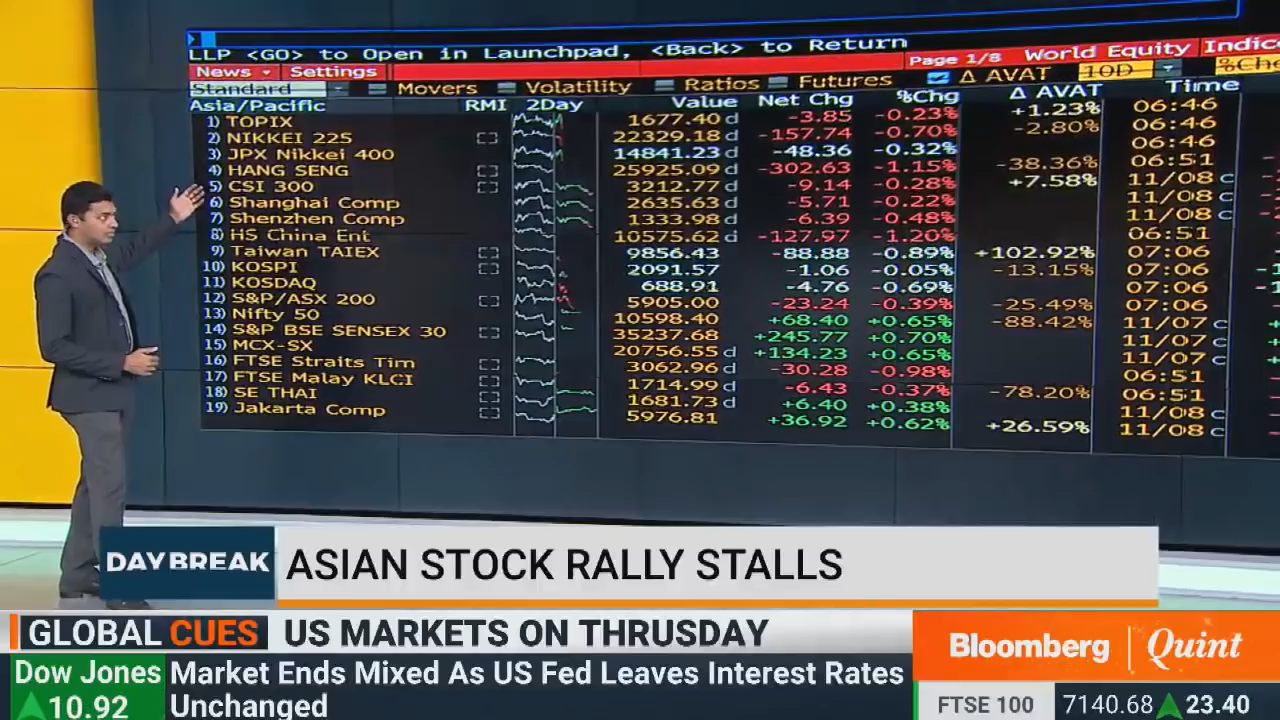 LLP <GO> to Open in Launchpad, <Back> to Return
News Settings Page 1/8 World Equity Indic
Standard Movers Volatility Ratios Futures Δ AVAT 10D %Che
Asia/Pacific RMI 2Day Value Net Chg %Chg Δ AVAT Time
1) TOPIX 1677.40 d -3.85 -0.23% +1.23% 06:46
2) NIKKEI 225 22329.18 d -157.74 -0.70% -2.80% 06:46
3) JPX Nikkei 400 14841.23 d -48.36 -0.32% 06:46
4) HANG SENG 25925.09 d -302.63 -1.15% -38.36% 06:51
5) CSI 300 3212.77 d -9.14 -0.28% +7.58% 11/08 c
6) Shanghai Comp 2635.63 d -5.71 -0.22% 11/08 c
7) Shenzhen Comp 1333.98 d -6.39 -0.48% 11/08 c
8) HS China Ent 10575.62 d -127.97 -1.20% 06:51
9) Taiwan TAIEX 9856.43 -88.88 -0.89% +102.92% 07:06
10) KOSPI 2091.57 -1.06 -0.05% -13.15% 07:06
11) KOSDAQ 688.91 -4.76 -0.69% 07:06
12) S&P/ASX 200 5905.00 -23.24 -0.39% -25.49% 07:06
13) Nifty 50 10598.40 +68.40 +0.65% -88.42% 11/07 c
14) S&P BSE SENSEX 30 35237.68 +245.77 +0.70% 11/07 c
15) MCX-SX 20756.55 d +134.23 +0.65% 11/07 c
16) FTSE Straits Tim 3062.96 d -30.28 -0.98% 06:51
17) FTSE Malay KLCI 1714.99 d -6.43 -0.37% -78.20% 06:51
18) SE THAI 1681.73 d +6.40 +0.38% 11/08 c
19) Jakarta Comp 5976.81 +36.92 +0.62% +26.59% 11/08 c
DAYBREAK ASIAN STOCK RALLY STALLS
GLOBAL CUES US MARKETS ON THRUSDAY
Bloomberg | Quint
Dow Jones Market Ends Mixed As US Fed Leaves Interest Rates
10.92 Unchanged
FTSE 100 7140.68 23.40